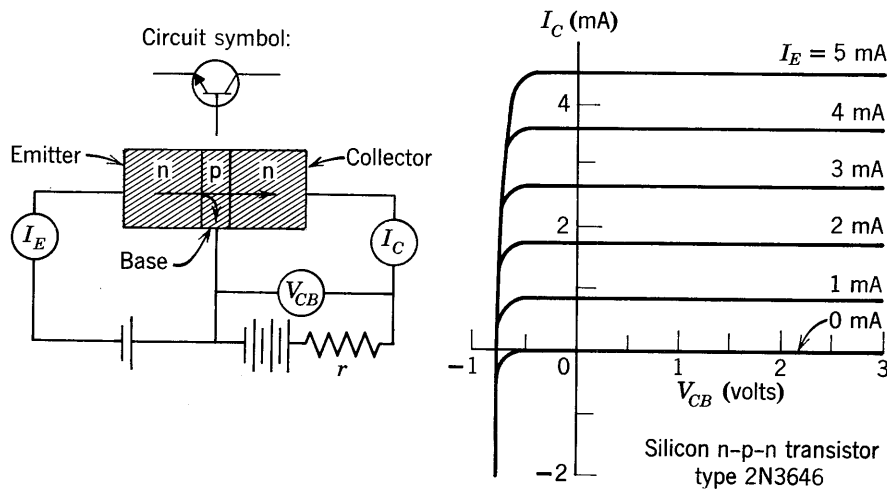 Circuit symbol:
Emitter
n
p
n
Collector
I_E
Base
I_C
V_CB
r
I_C (mA)
I_E = 5 mA
4
4 mA
3 mA
2
2 mA
1 mA
0 mA
-1
0
1
2
3
V_CB (volts)
-2
Silicon n-p-n transistor
type 2N3646